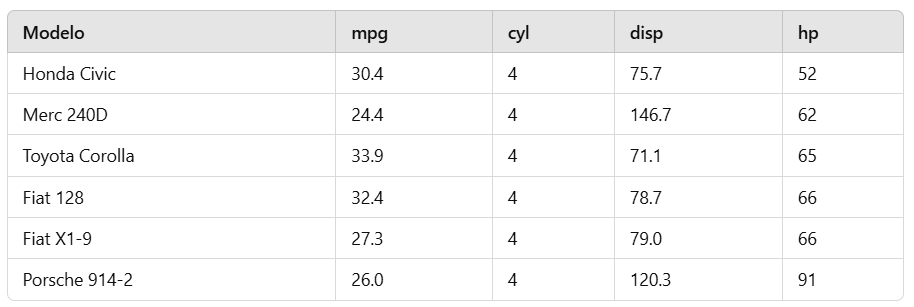 Modelo mpg cyl disp hp
Honda Civic 30.4 4 75.7 52
Merc 240D 24.4 4 146.7 62
Toyota Corolla 33.9 4 71.1 65
Fiat 128 32.4 4 78.7 66
Fiat X1-9 27.3 4 79.0 66
Porsche 914-2 26.0 4 120.3 91